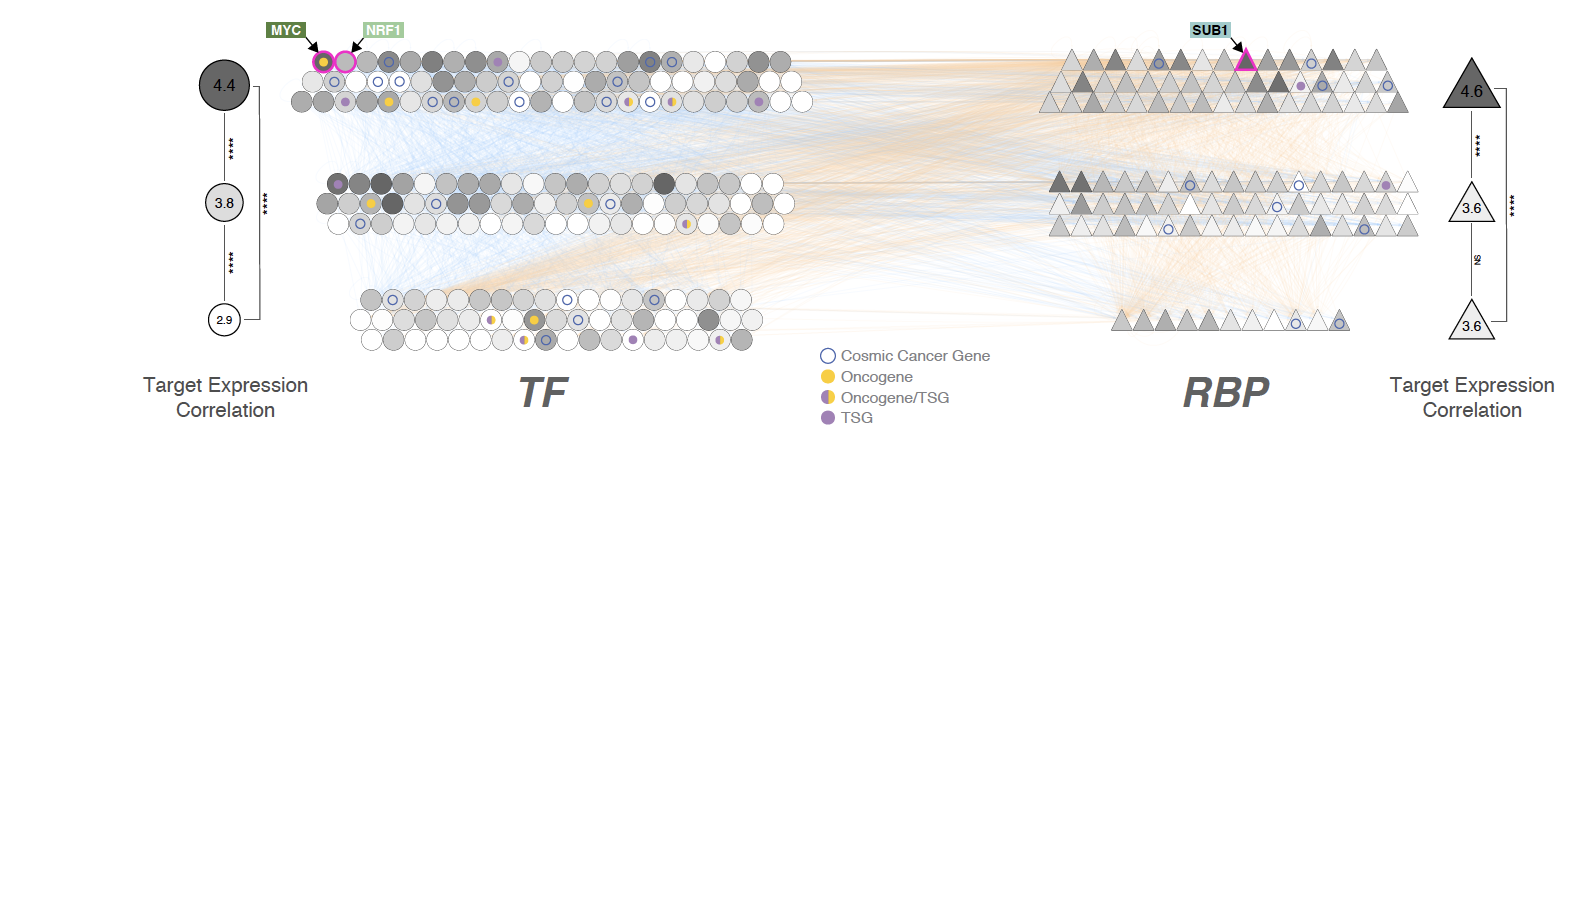 MYC
NRF1
SUB1
4.4
4.6
****
****
****
****
3.8
3.6
****
****
NS
2.9
3.6
Cosmic Cancer Gene
Oncogene
Oncogene/TSG
TSG
Target Expression
Correlation
TF
RBP
Target Expression
Correlation